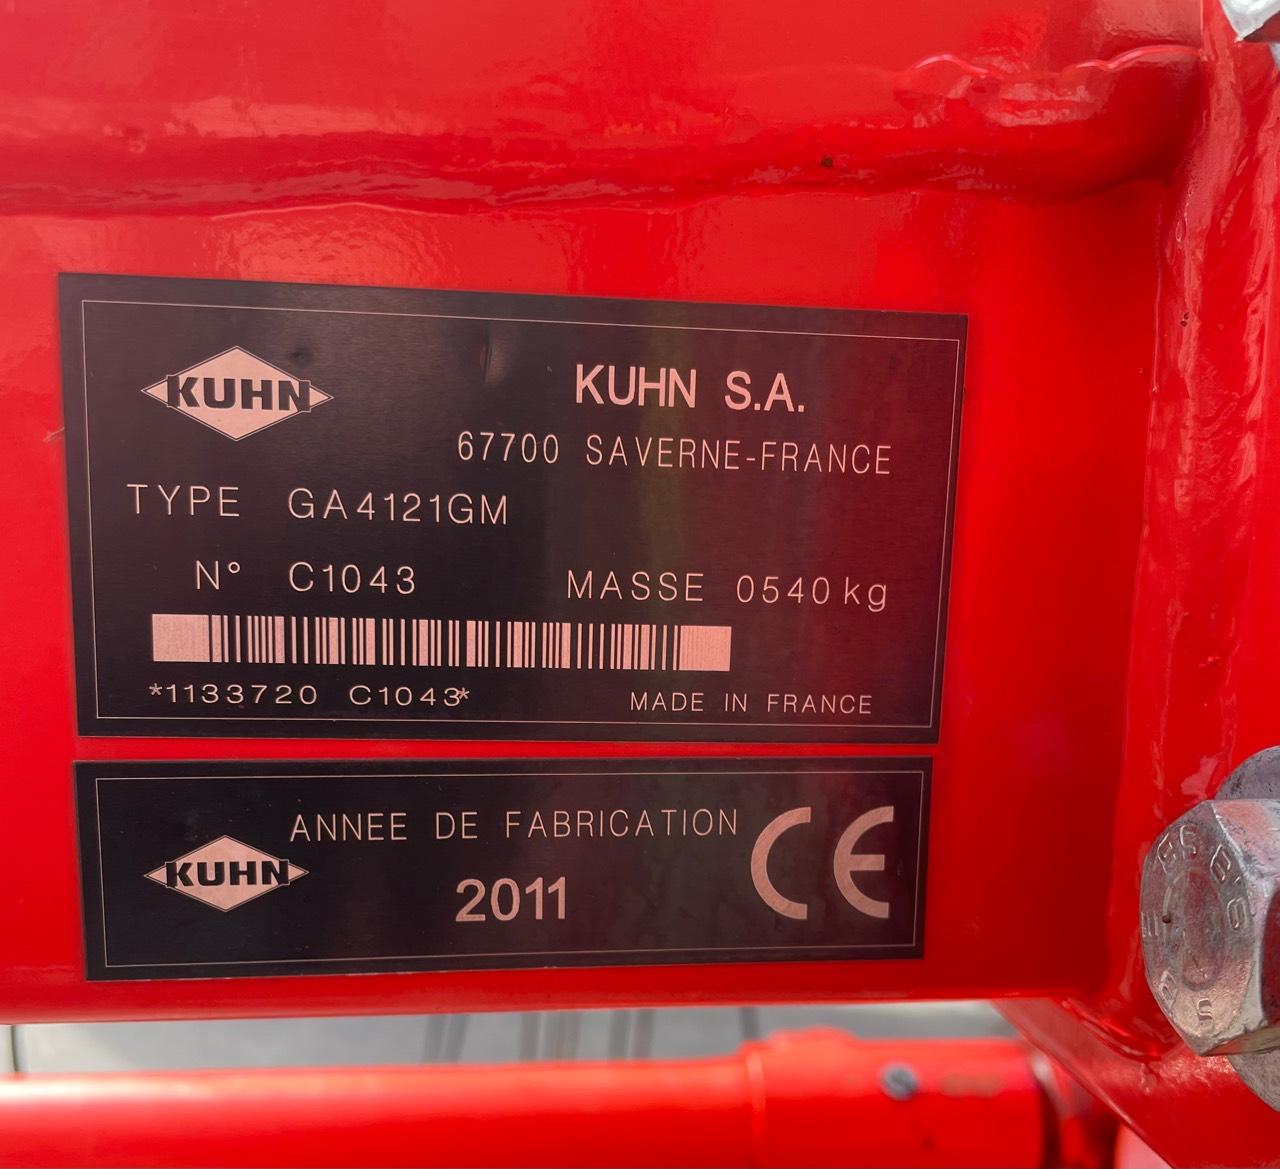 KUHN
KUHN S.A.
67700 SAVERNE-FRANCE
TYPE GA4121GM
N° C1043 MASSE 0540kg
*1133720 C1043*
MADE IN FRANCE
ANNEE DE FABRICATION
KUHN
2011
CE